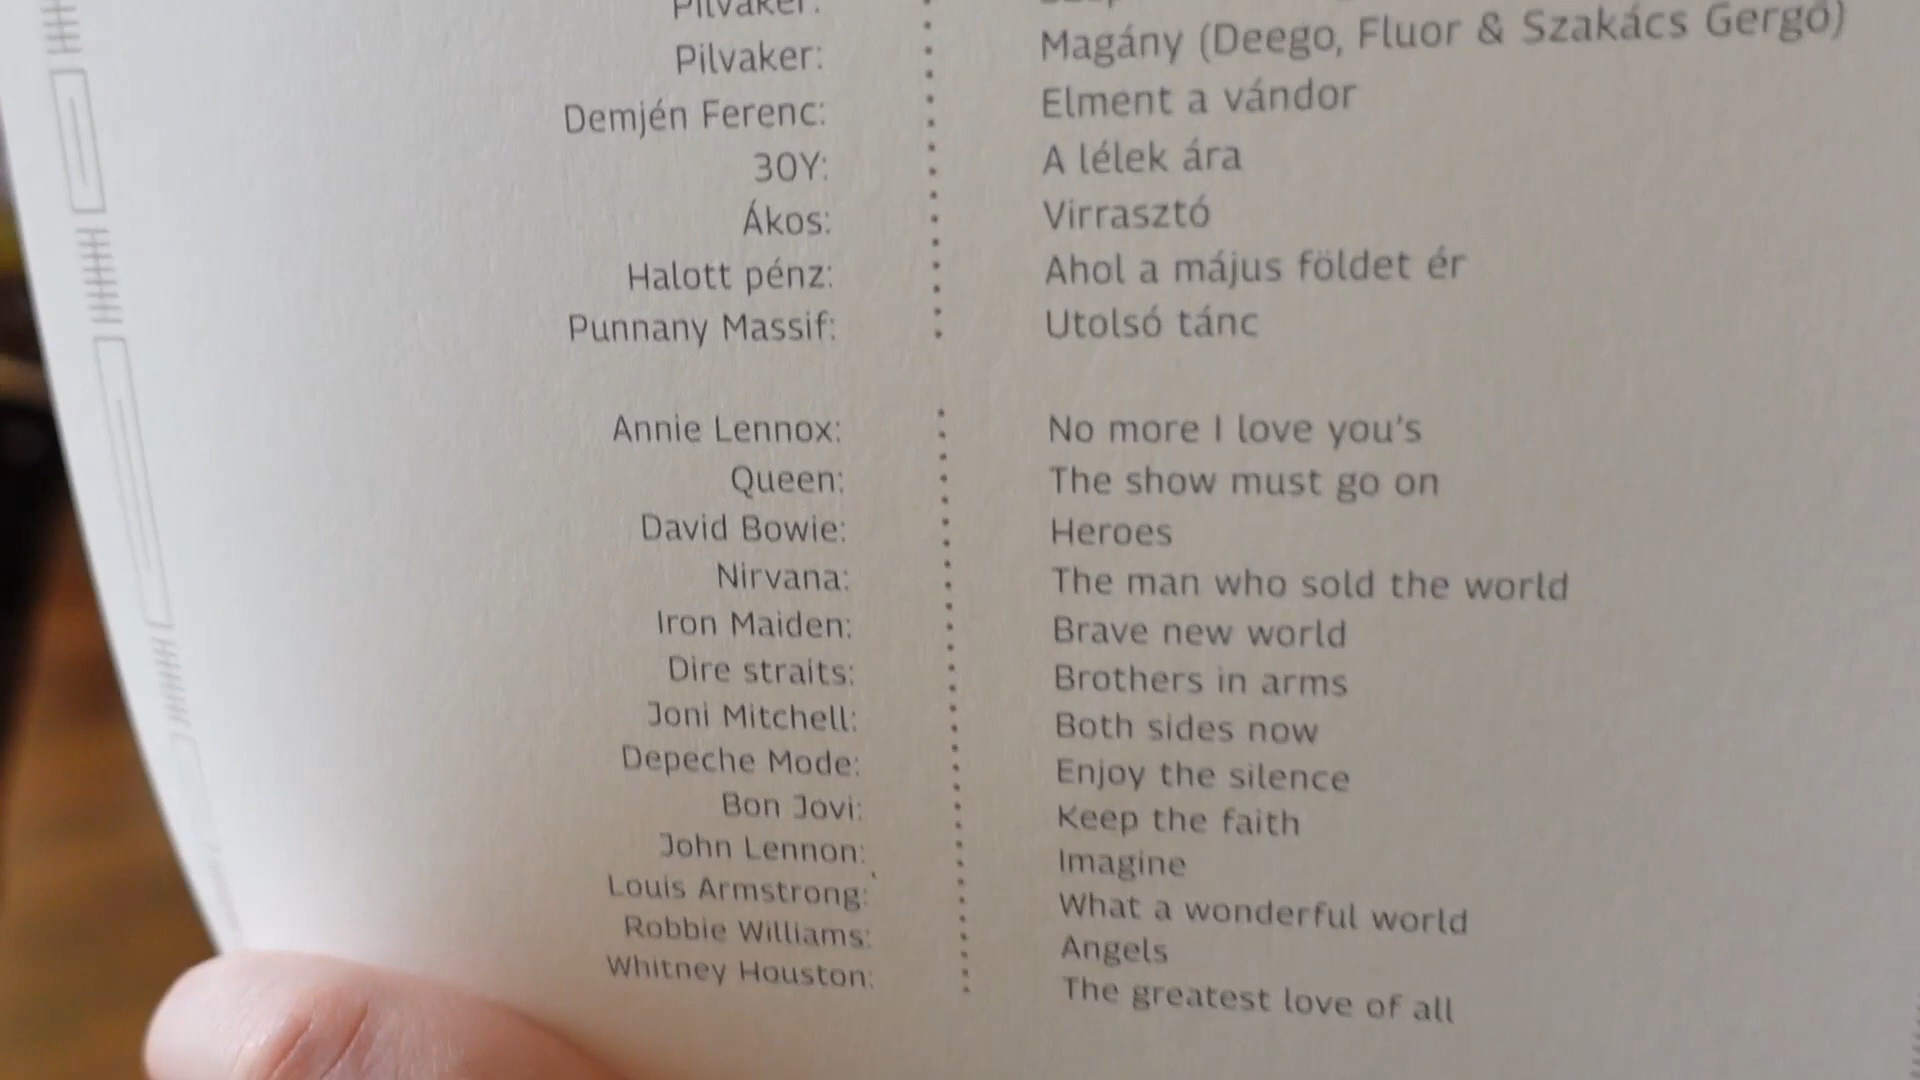 Pilvaker:
Pilvaker: Magány (Deego, Fluor & Szakács Gergő)
Demjén Ferenc: Elment a vándor
30Y: A lélek ára
Ákos: Virrasztó
Halott pénz: Ahol a május földet ér
Punnany Massif: Utolsó tánc
Annie Lennox: No more I love you's
Queen: The show must go on
David Bowie: Heroes
Nirvana: The man who sold the world
Iron Maiden: Brave new world
Dire straits: Brothers in arms
Joni Mitchell: Both sides now
Depeche Mode: Enjoy the silence
Bon Jovi: Keep the faith
John Lennon: Imagine
Louis Armstrong: What a wonderful world
Robbie Williams: Angels
Whitney Houston: The greatest love of all